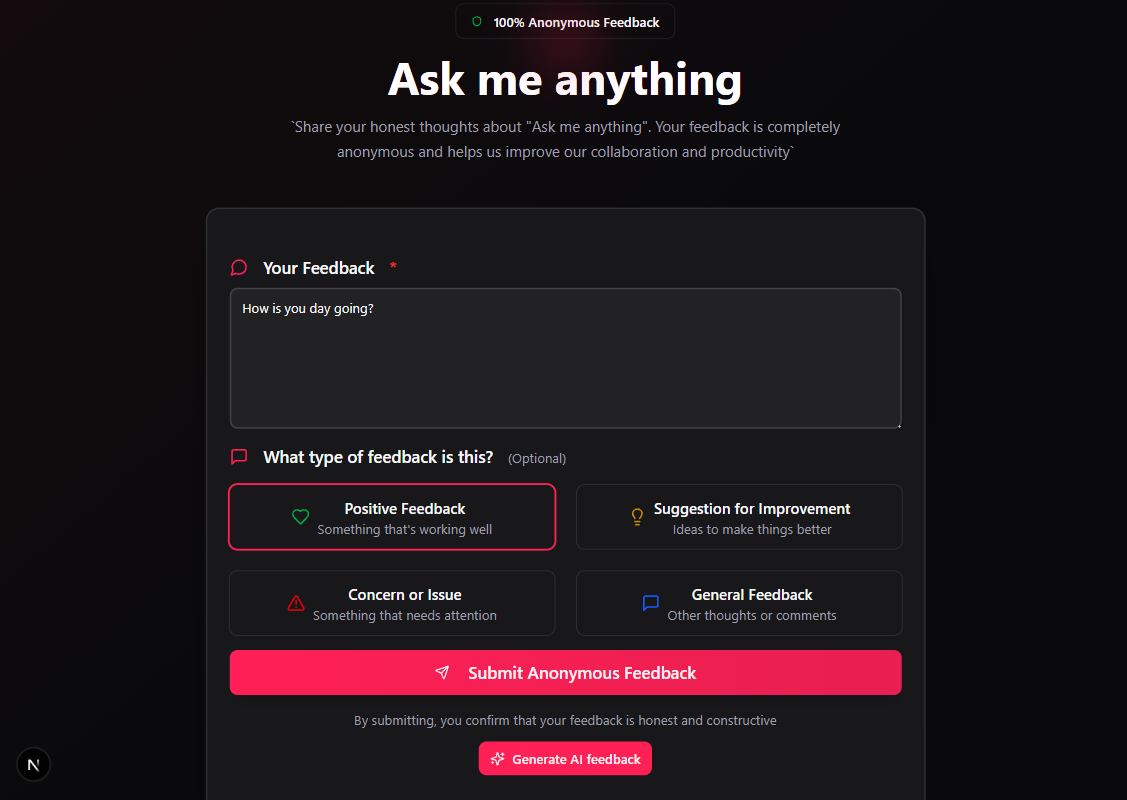 100% Anonymous Feedback
Ask me anything
`Share your honest thoughts about "Ask me anything". Your feedback is completely
anonymous and helps us improve our collaboration and productivity`
Your Feedback *
How is you day going?
What type of feedback is this? (Optional)
Positive Feedback
Something that's working well
Suggestion for Improvement
Ideas to make things better
Concern or Issue
Something that needs attention
General Feedback
Other thoughts or comments
Submit Anonymous Feedback
By submitting, you confirm that your feedback is honest and constructive
Generate AI feedback
N